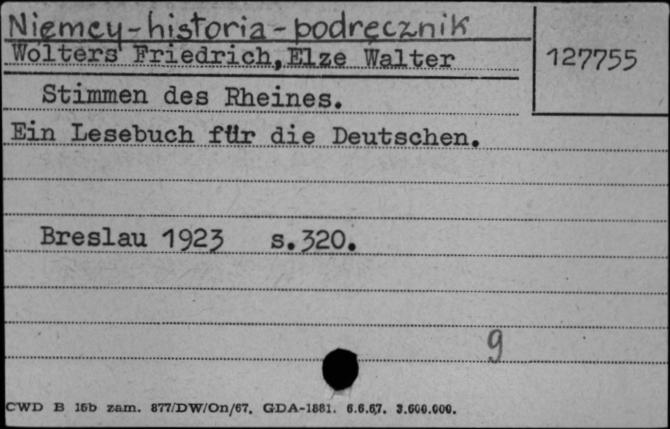 Niemcy-historia-podręcznik
Wolters Friedrich, Elze Walter
127755
Stimmen des Rheines.
Ein Lesebuch für die Deutschen.
Breslau 1923 s.320.
9
CWD B 16b zam. 877/DW/On/67. GDA-1881. 6.6.67. 3.600.000.